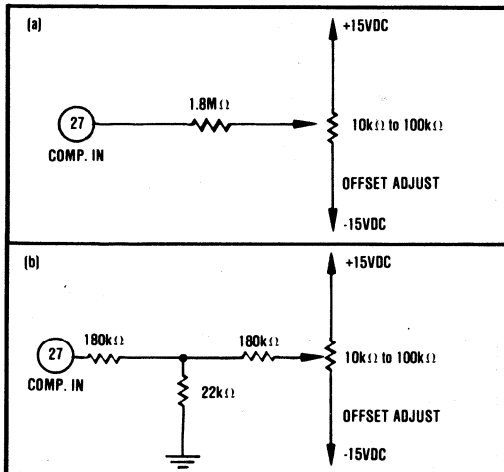 (a)
+15VDC
1.8MΩ
27
10kΩ to 100kΩ
COMP. IN
OFFSET ADJUST
-15VDC
(b)
+15VDC
180kΩ
180kΩ
27
10kΩ to 100kΩ
COMP. IN
22kΩ
OFFSET ADJUST
-15VDC